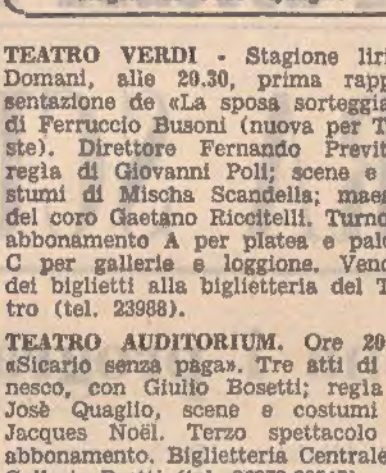 TEATRO VERDI - Stagione liri
Domani, alle 20.30, prima rapp
sentazione de «La sposa sorteggia
di Ferruccio Busoni (nuova per T
ste). Direttore Fernando Previt
regia di Giovanni Poli; scene e
stumi di Mischa Scandella; maes
del coro Gaetano Riccitelli. Turno
abbonamento A per platea e palc
C per gallerie e loggione. Vend
dei biglietti alla biglietteria del T
tro (tel. 23988).
TEATRO AUDITORIUM. Ore 20
«Sicario senza paga». Tre atti di
nesco, con Giulio Bosetti; regia
Josè Quaglio, scene e costumi
Jacques Noël. Terzo spettacolo
abbonamento. Biglietteria Centrale